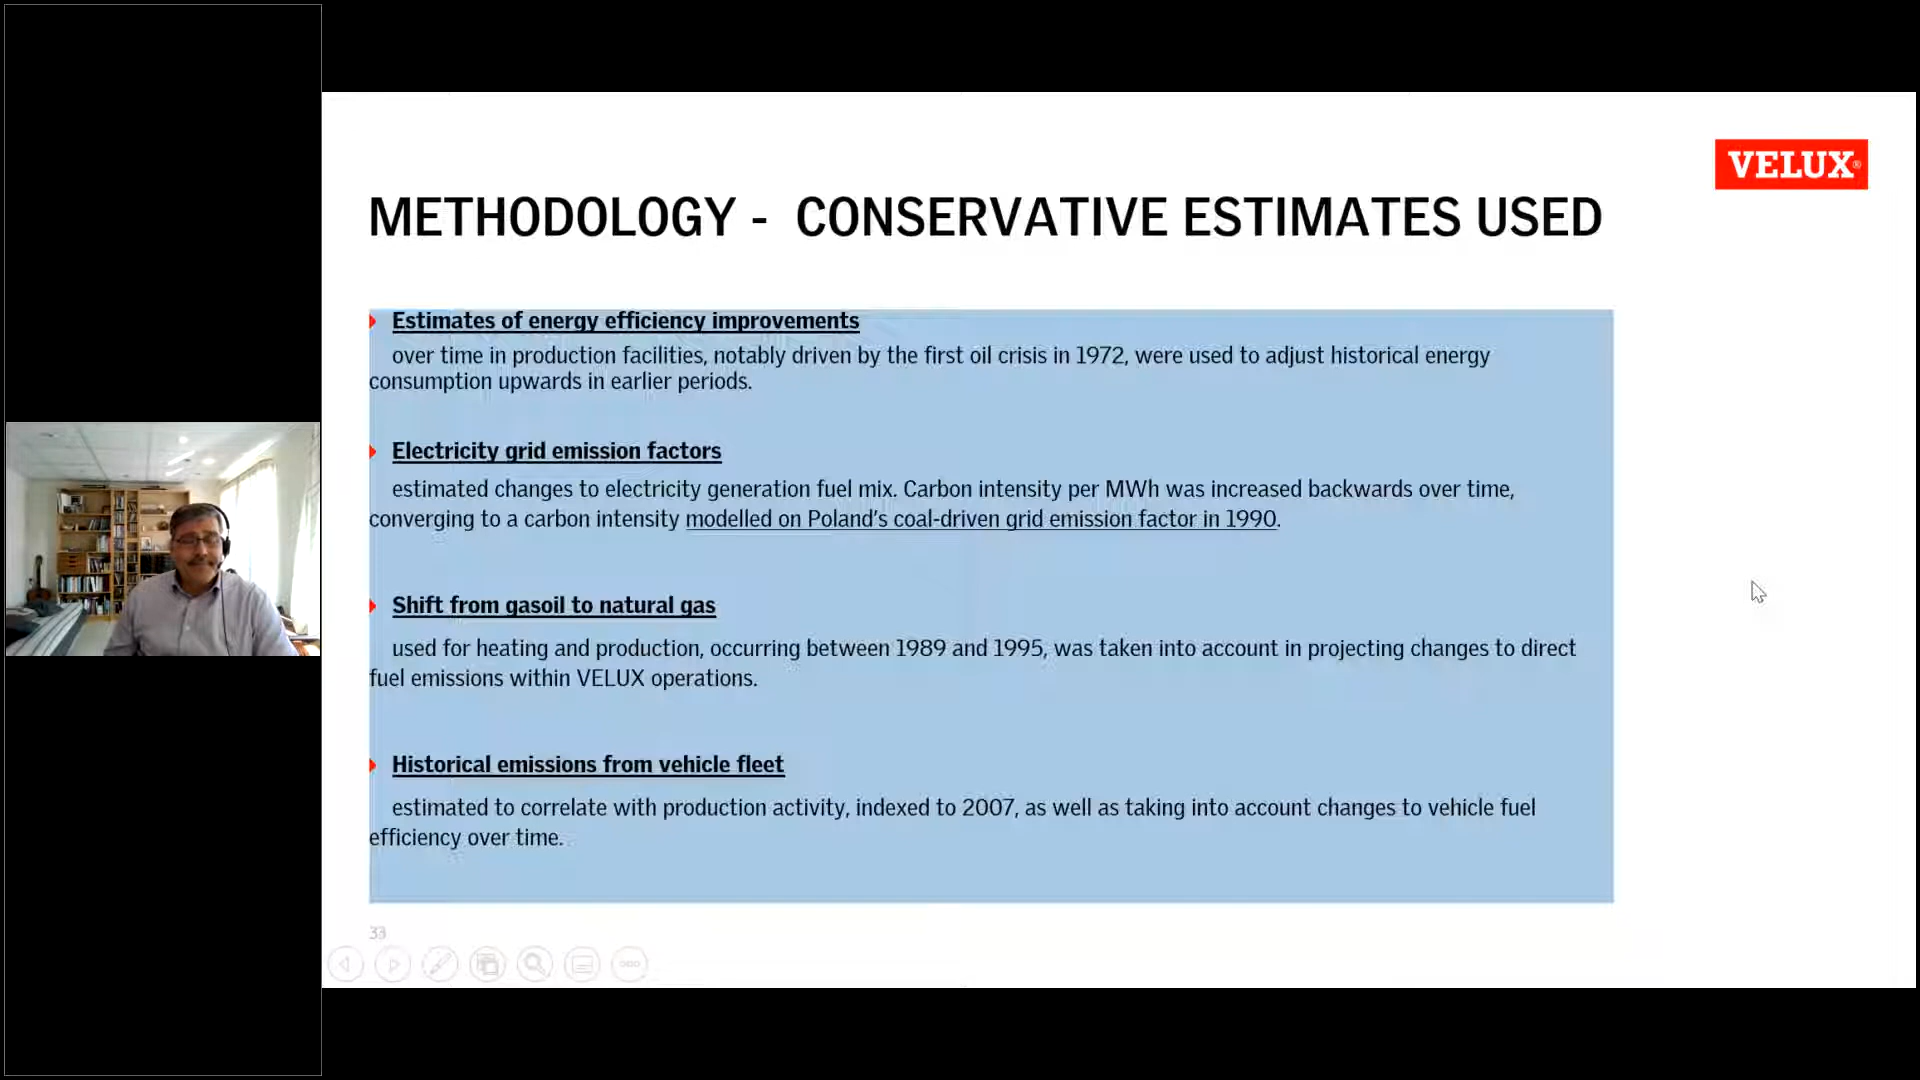 VELUX®
METHODOLOGY - CONSERVATIVE ESTIMATES USED
Estimates of energy efficiency improvements
over time in production facilities, notably driven by the first oil crisis in 1972, were used to adjust historical energy
consumption upwards in earlier periods.
Electricity grid emission factors
estimated changes to electricity generation fuel mix. Carbon intensity per MWh was increased backwards over time,
converging to a carbon intensity modelled on Poland's coal-driven grid emission factor in 1990.
Shift from gasoil to natural gas
used for heating and production, occurring between 1989 and 1995, was taken into account in projecting changes to direct
fuel emissions within VELUX operations.
Historical emissions from vehicle fleet
estimated to correlate with production activity, indexed to 2007, as well as taking into account changes to vehicle fuel
efficiency over time.
33